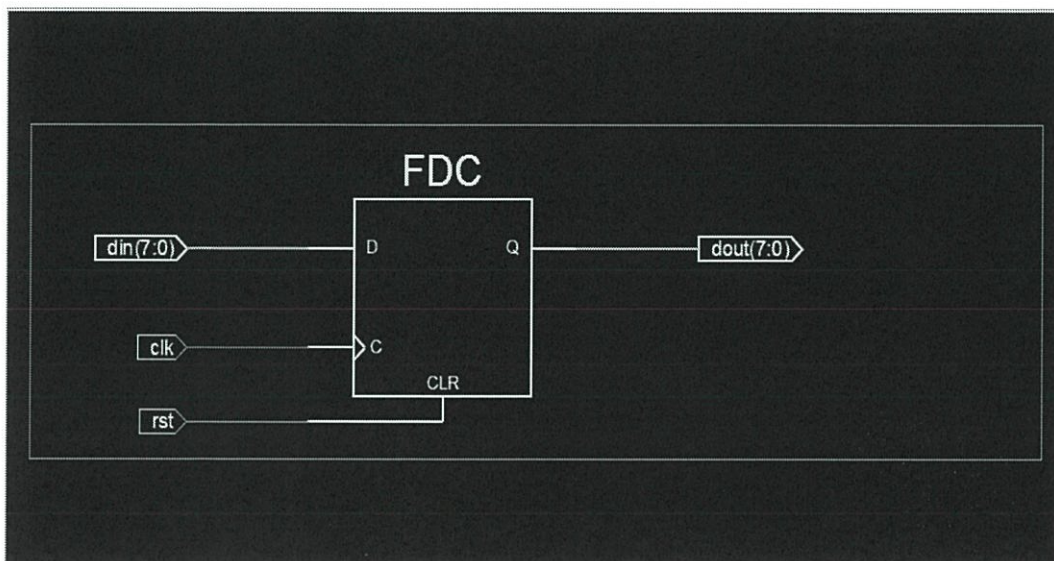 FDC
din(7:0)
D
Q
dout(7:0)
clk
C
CLR
rst